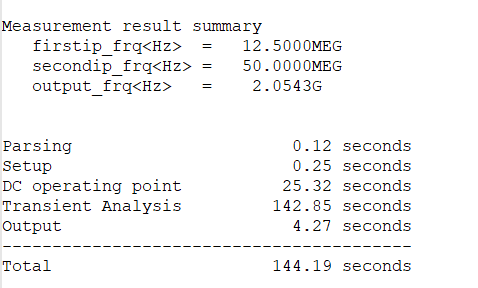 Measurement result summary
firstip_frq<Hz> = 12.5000MEG
secondip_frq<Hz> = 50.0000MEG
output_frq<Hz> = 2.0543G
Parsing 0.12 seconds
Setup 0.25 seconds
DC operating point 25.32 seconds
Transient Analysis 142.85 seconds
Output 4.27 seconds
-----------------------------------------
Total 144.19 seconds